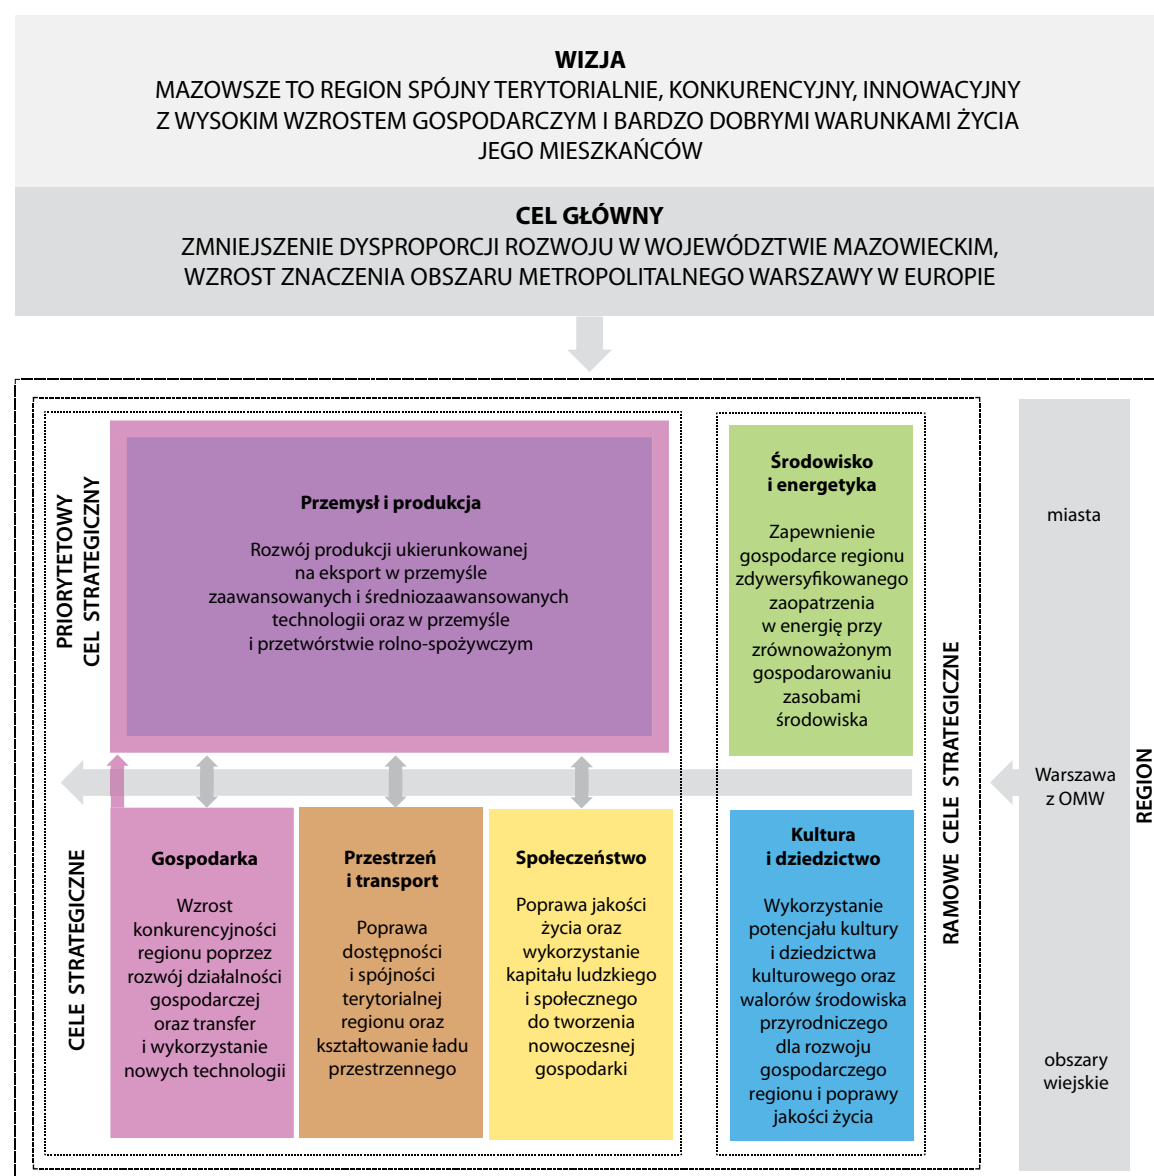 WIZJA
MAZOWSZE TO REGION SPÓJNY TERYTORIALNIE, KONKURENCYJNY, INNOWACYJNY
Z WYSOKIM WZROSTEM GOSPODARCZYM I BARDZO DOBRYMI WARUNKAMI ŻYCIA
JEGO MIESZKAŃCÓW
CEL GŁÓWNY
ZMNIEJSZENIE DYSPROPORCJI ROZWOJU W WOJEWÓDZTWIE MAZOWIECKIM,
WZROST ZNACZENIA OBSZARU METROPOLITALNEGO WARSZAWY W EUROPIE
PRIORYTETOWY
CEL STRATEGICZNY
Przemysł i produkcja
Rozwój produkcji ukierunkowanej
na eksport w przemyśle
zaawansowanych i średniozaawansowanych
technologii oraz w przemyśle
i przetwórstwie rolno-spożywczym
Środowisko
i energetyka
Zapewnienie
gospodarce regionu
zdywersyfikowanego
zaopatrzenia
w energię przy
zrównoważonym
gospodarowaniu
zasobami
środowiska
CELE STRATEGICZNE
Gospodarka
Wzrost
konkurencyjności
regionu poprzez
rozwój działalności
gospodarczej
oraz transfer
i wykorzystanie
nowych technologii
Przestrzeń
i transport
Poprawa
dostępności
i spójności
terytorialnej
regionu oraz
kształtowanie ładu
przestrzennego
Społeczeństwo
Poprawa jakości
życia oraz
wykorzystanie
kapitału ludzkiego
i społecznego
do tworzenia
nowoczesnej
gospodarki
Kultura
i dziedzictwo
Wykorzystanie
potencjału kultury
i dziedzictwa
kulturowego oraz
walorów środowiska
przyrodniczego
dla rozwoju
gospodarczego
regionu i poprawy
jakości życia
RAMOWE CELE STRATEGICZNE
miasta
Warszawa
z OMW
obszary
wiejskie
REGION